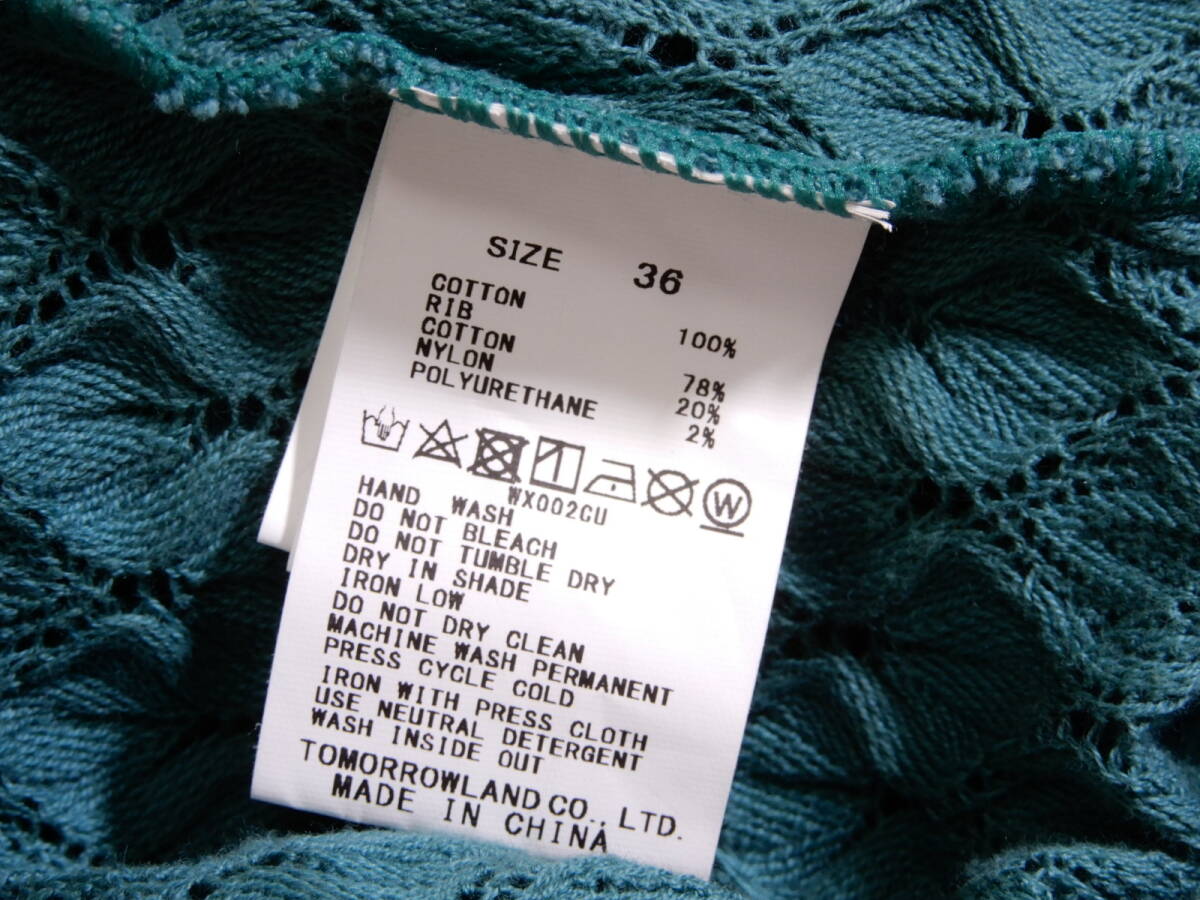 SIZE 36
COTTON 100%
RIB
COTTON 78%
NYLON 20%
POLYURETHANE 2%
W
WX002CU
HAND WASH
DO NOT BLEACH
DO NOT TUMBLE DRY
DRY IN SHADE
IRON LOW
DO NOT DRY CLEAN
MACHINE WASH PERMANENT
PRESS CYCLE COLD
IRON WITH PRESS CLOTH
USE NEUTRAL DETERGENT
WASH INSIDE OUT
TOMORROWLAND CO., LTD.
MADE IN CHINA